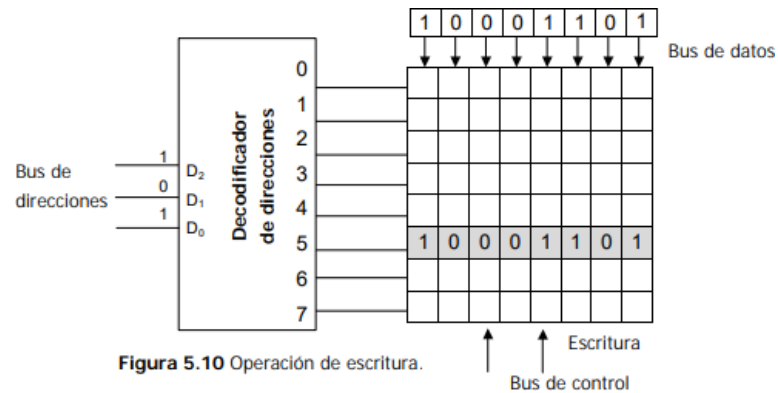 1 0 0 0 1 1 0 1
Bus de datos
0
1
2
3
4
5
6
7
Decodificador
de direcciones
Bus de
direcciones
1 D₂
0 D₁
1 D₀
1 0 0 0 1 1 0 1
Escritura
Bus de control
Figura 5.10 Operación de escritura.